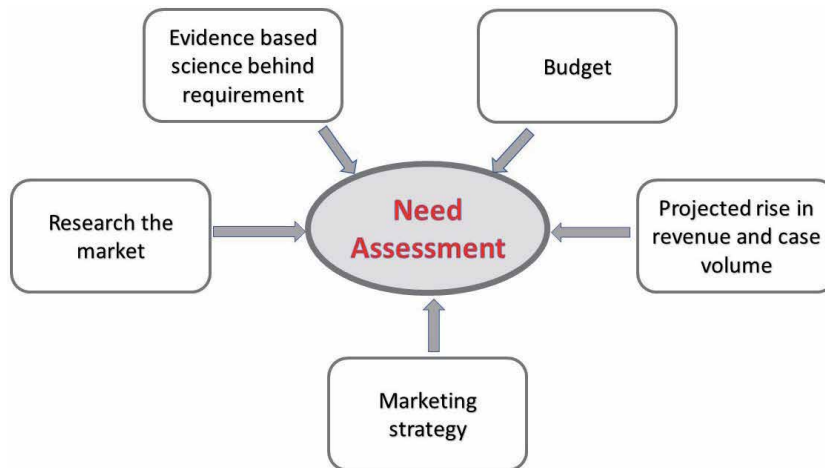 Evidence based
science behind
requirement
Budget
Need
Assessment
Research the
market
Projected rise in
revenue and case
volume
Marketing
strategy